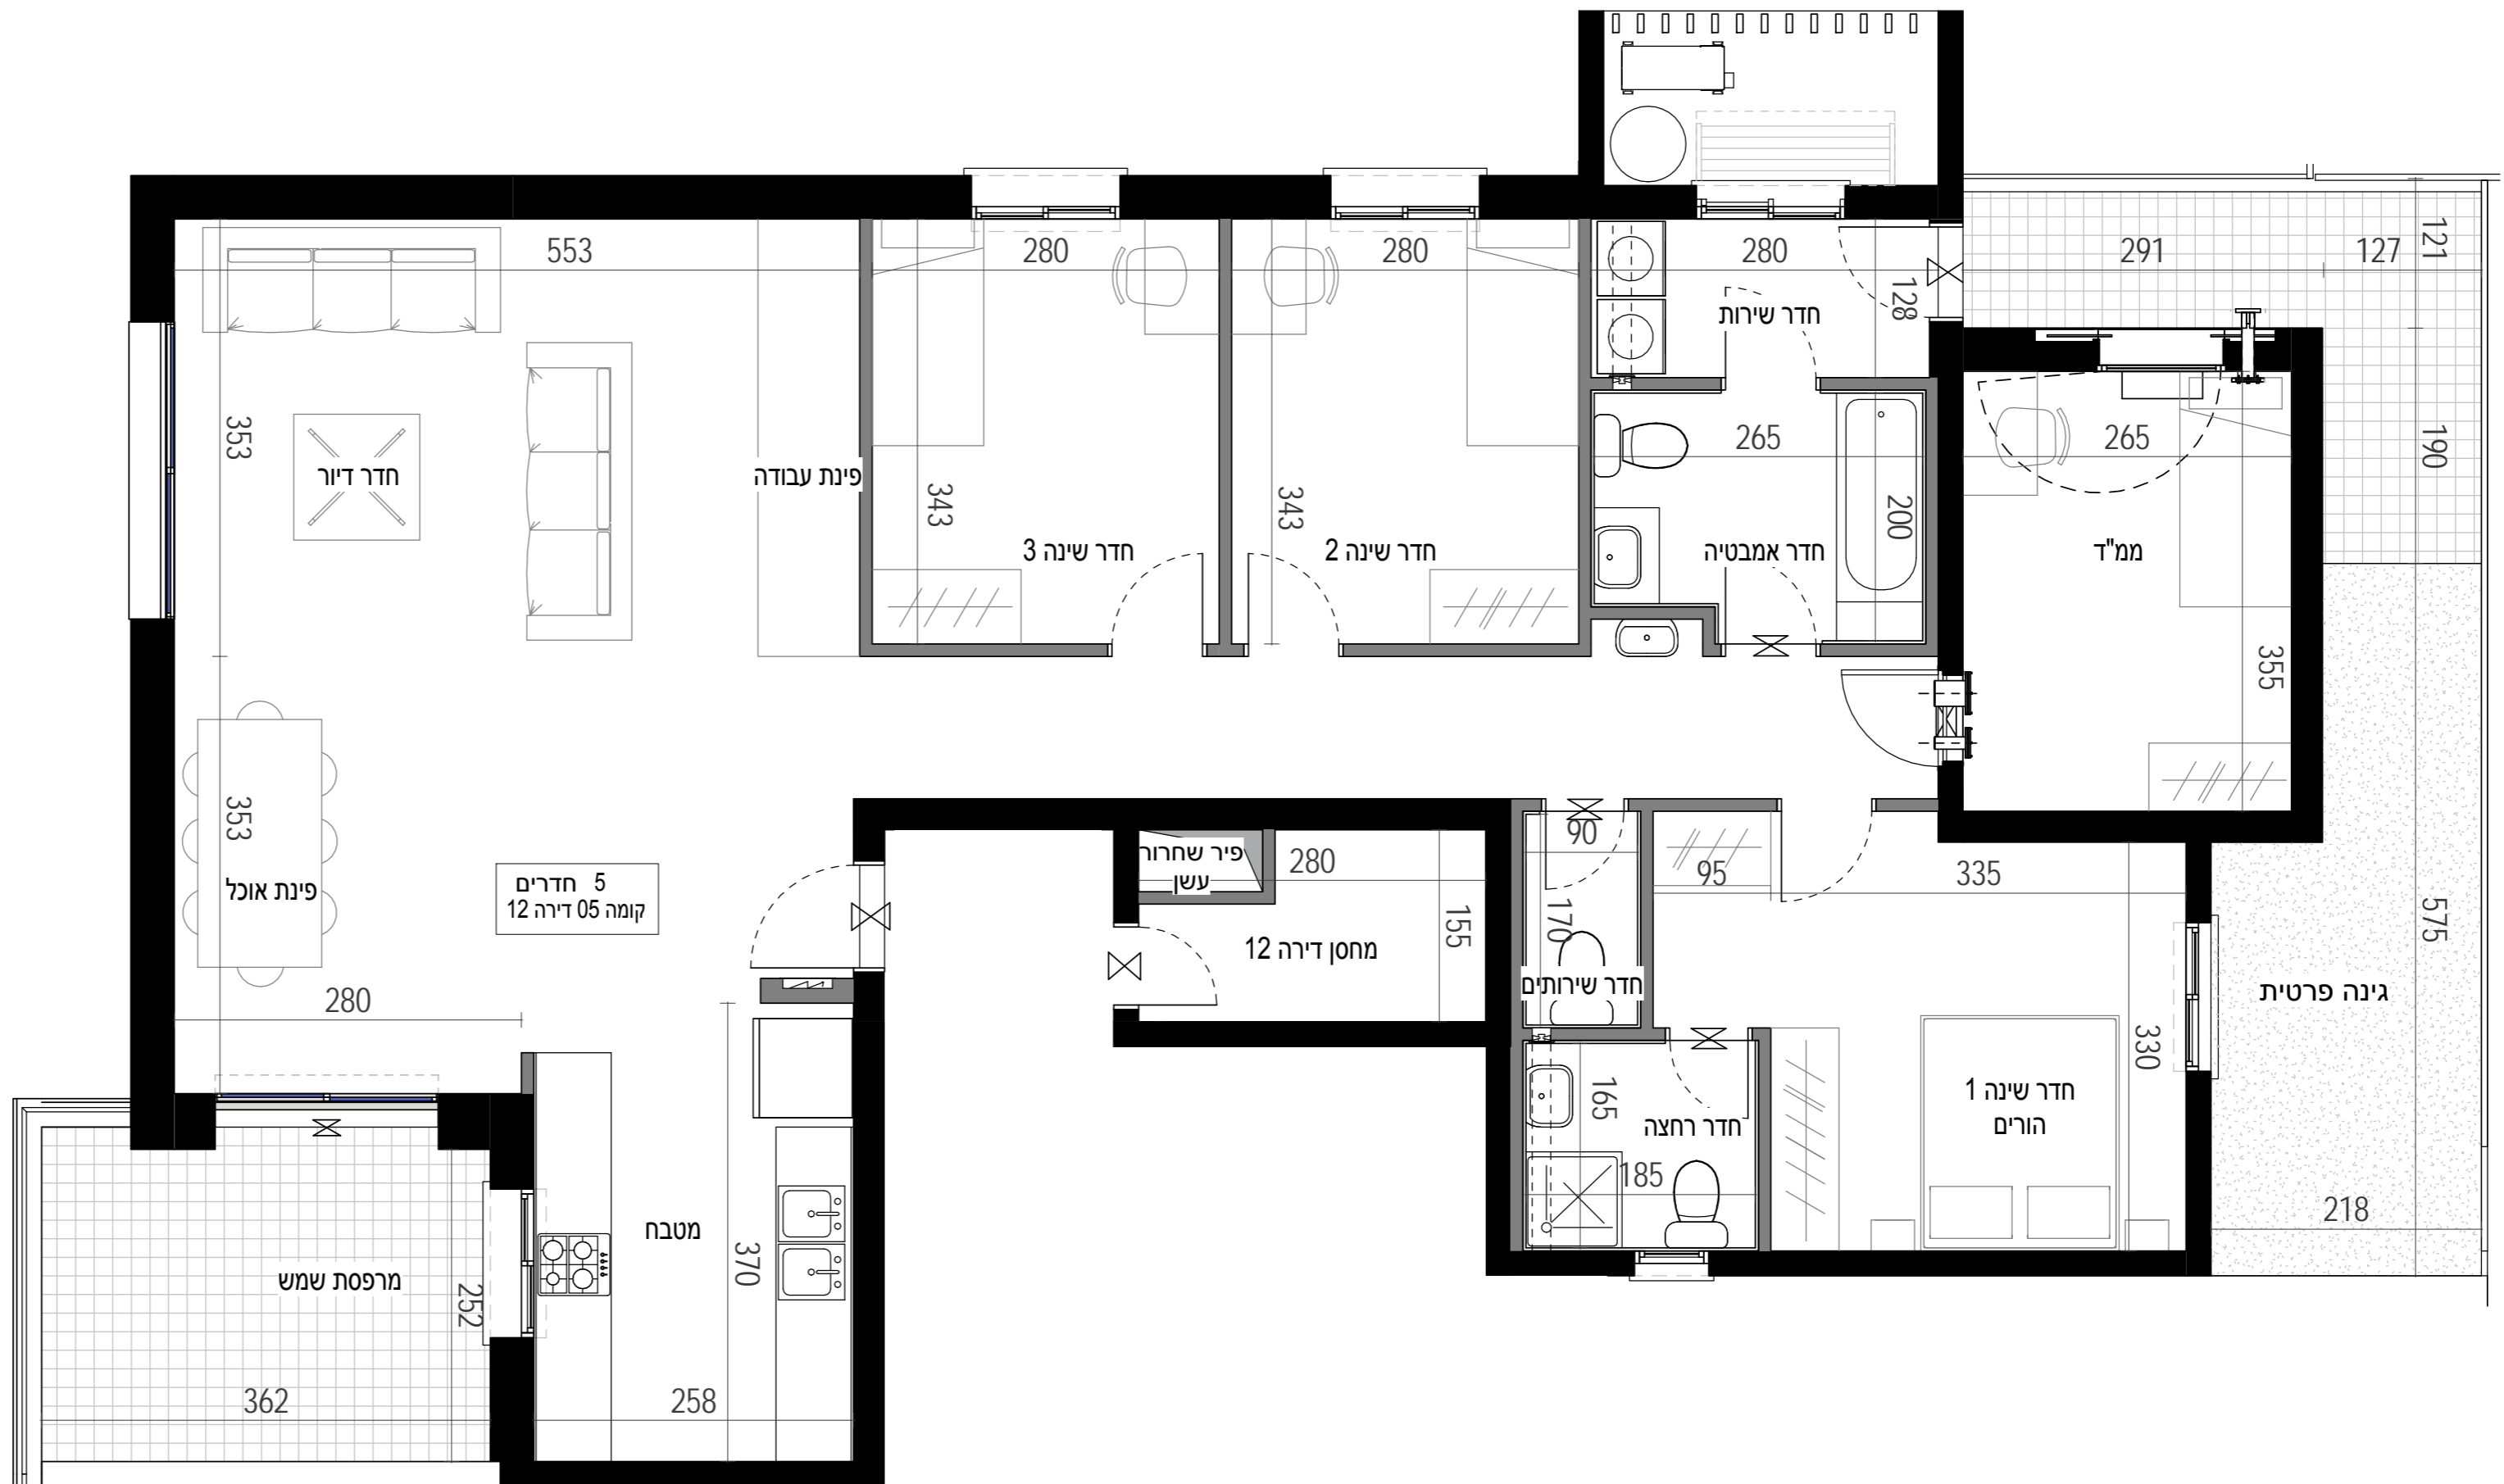 553
280
280
280
291
127
121
128
חדר שירות
353
חדר דיור
פינת עבודה
343
חדר שינה 3
343
חדר שינה 2
265
200
חדר אמבטיה
265
ממ"ד
190
355
353
פינת אוכל
5 חדרים
קומה 05 דירה 12
280
פיר שחרור
עשן
280
155
מחסן דירה 12
90
170
חדר שירותים
95
335
575
גינה פרטית
330
חדר שינה 1
הורים
165
חדר רחצה
185
218
מטבח
370
258
מרפסת שמש
252
362